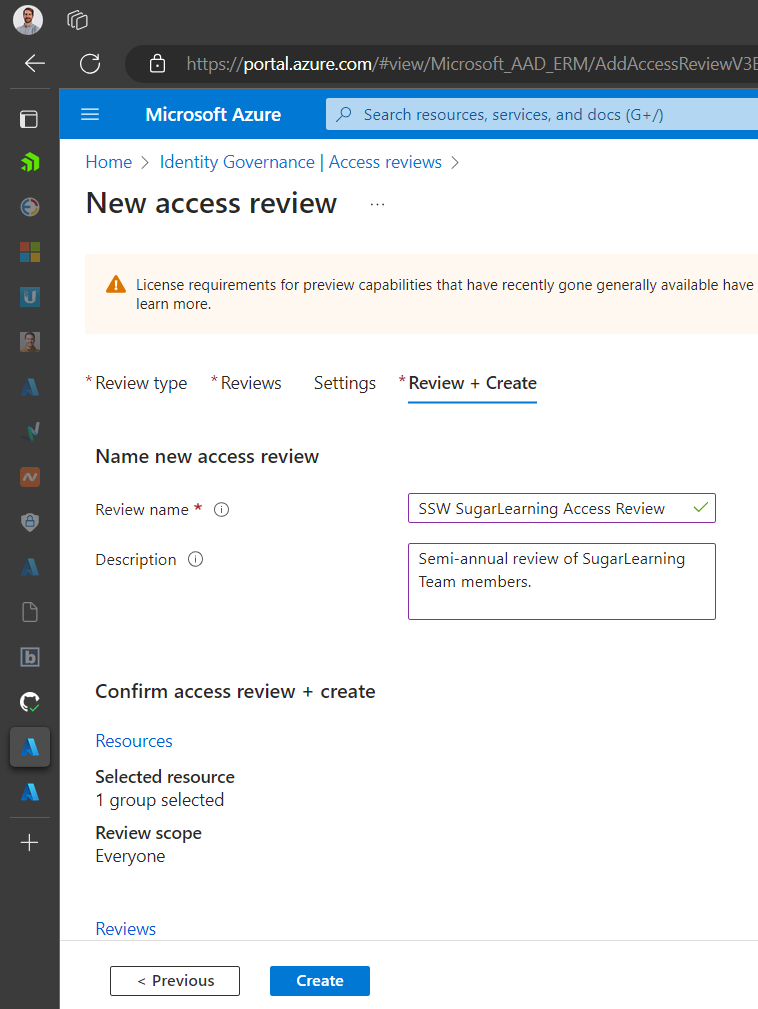 https://portal.azure.com/#view/Microsoft_AAD_ERM/AddAccessReviewV3
Microsoft Azure
Search resources, services, and docs (G+/)
Home > Identity Governance | Access reviews >
New access review ...
License requirements for preview capabilities that have recently gone generally available have
learn more.
* Review type * Reviews Settings * Review + Create
Name new access review
Review name * SSW SugarLearning Access Review
Description Semi-annual review of SugarLearning
Team members.
Confirm access review + create
Resources
Selected resource
1 group selected
Review scope
Everyone
Reviews
< Previous Create